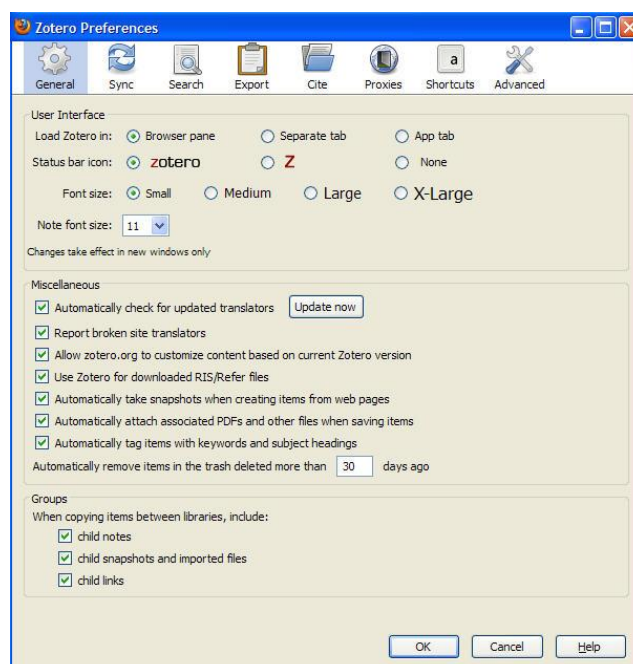 Zotero Preferences
General Sync Search Export Cite Proxies a Shortcuts Advanced
User Interface
Load Zotero in: Browser pane Separate tab App tab
Status bar icon: zotero Z None
Font size: Small Medium Large X-Large
Note font size: 11
Changes take effect in new windows only
Miscellaneous
Automatically check for updated translators Update now
Report broken site translators
Allow zotero.org to customize content based on current Zotero version
Use Zotero for downloaded RIS/Refer files
Automatically take snapshots when creating items from web pages
Automatically attach associated PDFs and other files when saving items
Automatically tag items with keywords and subject headings
Automatically remove items in the trash deleted more than 30 days ago
Groups
When copying items between libraries, include:
child notes
child snapshots and imported files
child links
OK Cancel Help